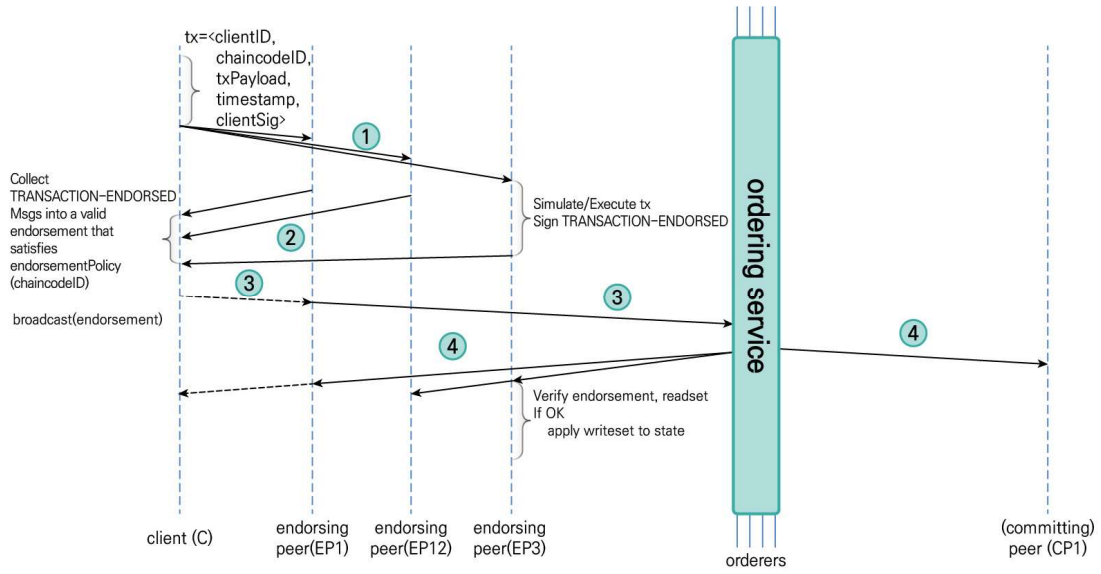 tx=<clientID,
chaincodeID,
txPayload,
timestamp,
clientSig>
1
Collect
TRANSACTION-ENDORSED
Msgs into a valid
endorsement that
satisfies
endorsementPolicy
(chaincodeID)
Simulate/Execute tx
Sign TRANSACTION-ENDORSED
2
3
3
broadcast(endorsement)
4
4
Verify endorsement, readset
If OK
apply writeset to state
ordering service
client (C)
endorsing
peer(EP1)
endorsing
peer(EP12)
endorsing
peer(EP3)
orderers
(committing)
peer (CP1)